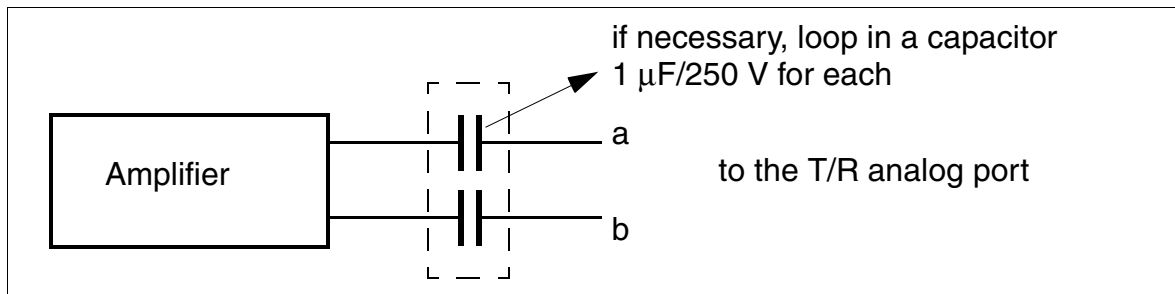 if necessary, loop in a capacitor
1 μF/250 V for each
a
Amplifier
to the T/R analog port
b